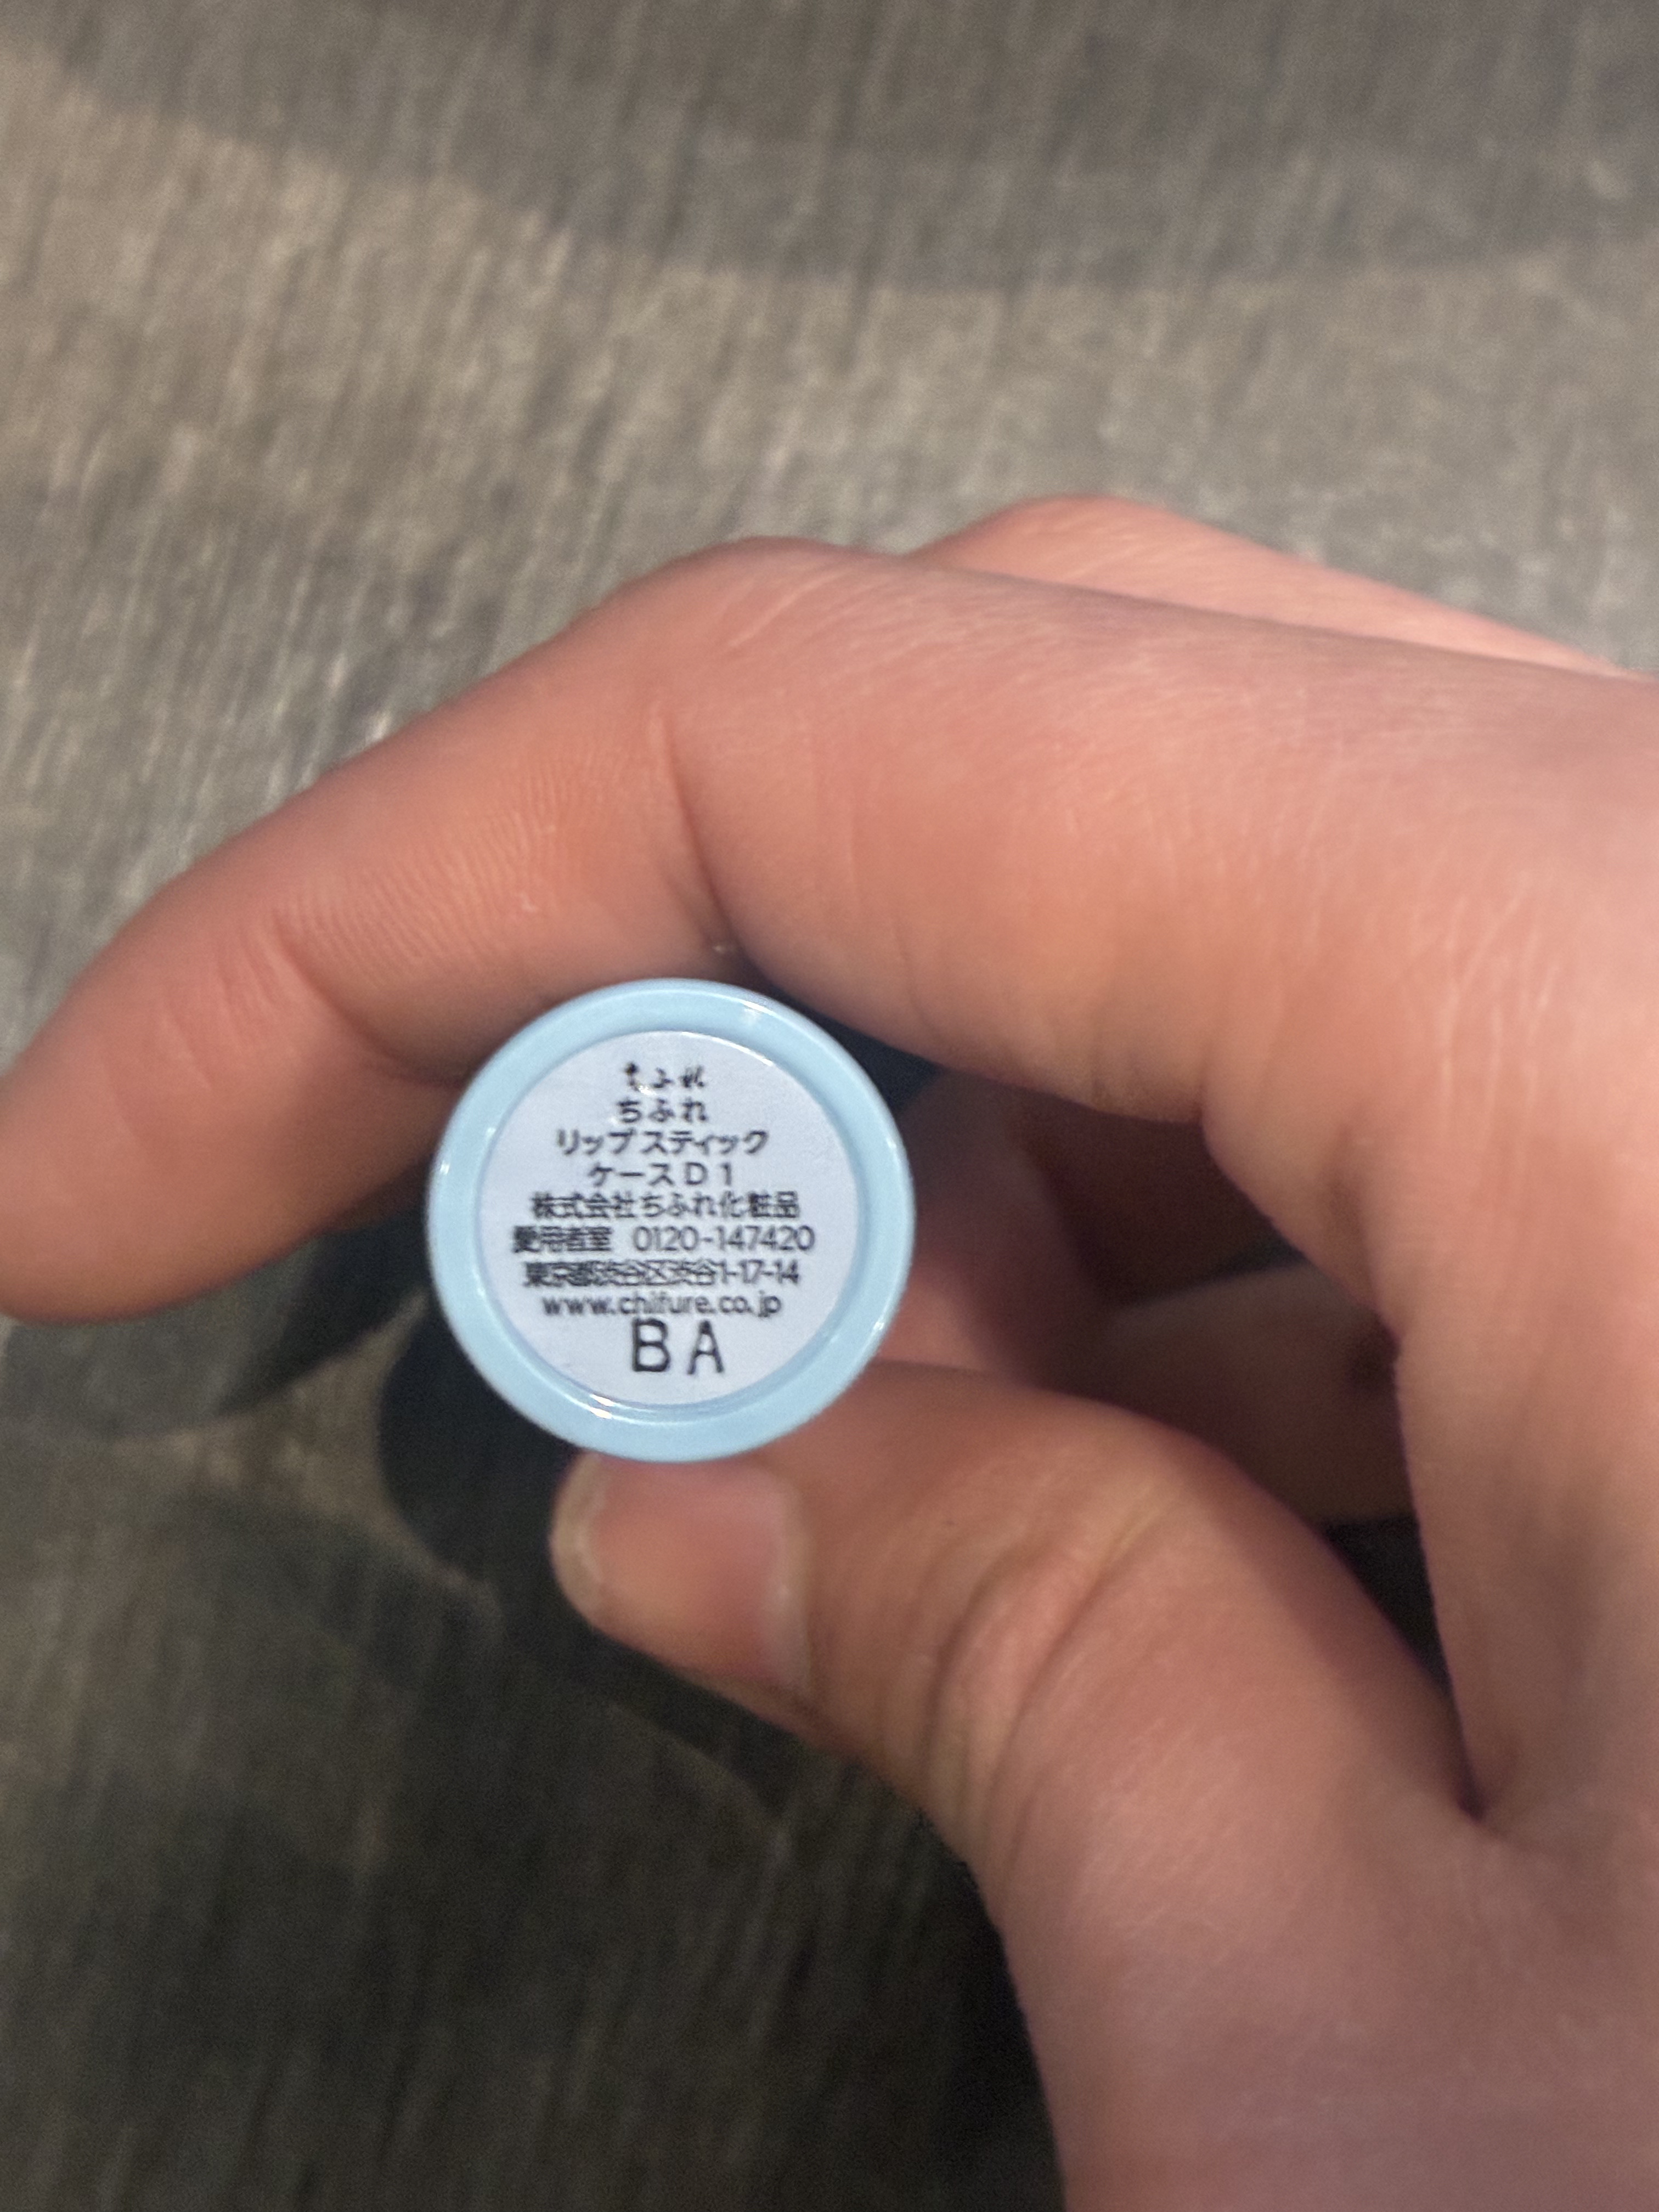 ちふれ
ちふれ
リップスティック
ケースD1
株式会社ちふれ化粧品
愛用者室 0120-147420
東京都渋谷区渋谷1-17-14
www.chifure.co.jp
BA